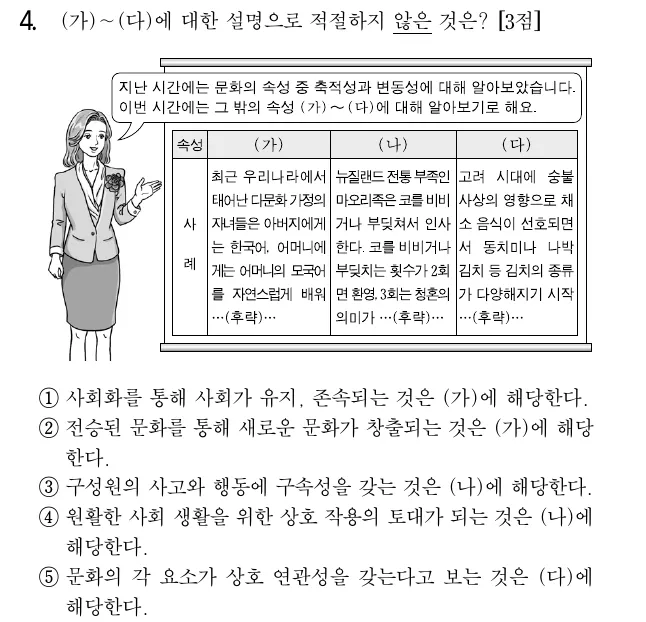 4. (가)~(다)에 대한 설명으로 적절하지 않은 것은? [3점]
지난 시간에는 문화의 속성 중 축적성과 변동성에 대해 알아보았습니다.
이번 시간에는 그 밖의 속성 (가)~(다)에 대해 알아보기로 해요.
속성
(가)
(나)
(다)
사
례
최근 우리나라에서
태어난 다문화 가정의
자녀들은 아버지에게
는 한국어, 어머니에
게는 어머니의 모국어
를 자연스럽게 배워
…(후략)…
뉴질랜드 전통 부족인
마오리족은 코를 비비
거나 부딪쳐서 인사
한다. 코를 비비거나
부딪치는 횟수가 2회
면 환영, 3회는 청혼의
의미가 …(후략)…
고려 시대에 숭불
사상의 영향으로 채
소 음식이 선호되면
서 동치미나 나박
김치 등 김치의 종류
가 다양해지기 시작
…(후략)…
① 사회화를 통해 사회가 유지, 존속되는 것은 (가)에 해당한다.
② 전승된 문화를 통해 새로운 문화가 창출되는 것은 (가)에 해당
한다.
③ 구성원의 사고와 행동에 구속성을 갖는 것은 (나)에 해당한다.
④ 원활한 사회 생활을 위한 상호 작용의 토대가 되는 것은 (나)에
해당한다.
⑤ 문화의 각 요소가 상호 연관성을 갖는다고 보는 것은 (다)에
해당한다.